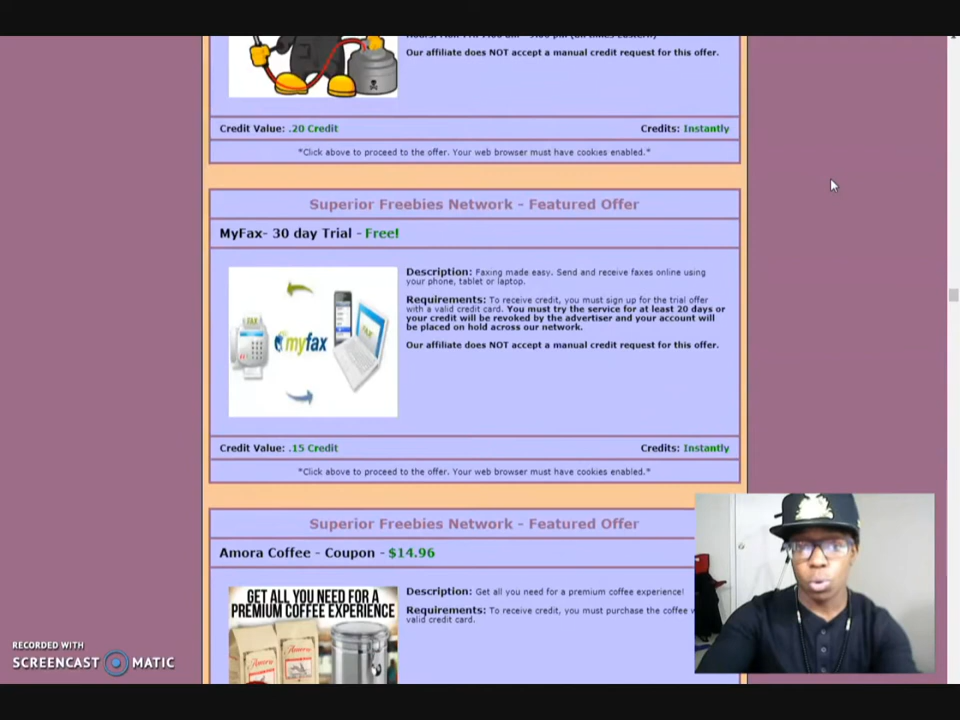 Our affiliate does NOT accept a manual credit request for this offer.
Credit Value: .20 Credit
Credits: Instantly
*Click above to proceed to the offer. Your web browser must have cookies enabled.*
Superior Freebies Network - Featured Offer
MyFax- 30 day Trial - Free!
Description: Faxing made easy. Send and receive faxes online using
your phone, tablet or laptop.
Requirements: To receive credit, you must sign up for the trial offer
with a valid credit card. You must try the service for at least 20 days or
your credit will be revoked by the advertiser and your account will
be placed on hold across our network.
Our affiliate does NOT accept a manual credit request for this offer.
FAX
myfax
FAX
Credit Value: .15 Credit
Credits: Instantly
*Click above to proceed to the offer. Your web browser must have cookies enabled.*
Superior Freebies Network - Featured Offer
Amora Coffee - Coupon - $14.96
GET ALL YOU NEED FOR A
PREMIUM COFFEE EXPERIENCE
Amora
Amora
Description: Get all you need for a premium coffee experience!
Requirements: To receive credit, you must purchase the coffee
valid credit card.
RECORDED WITH
SCREENCAST MATIC